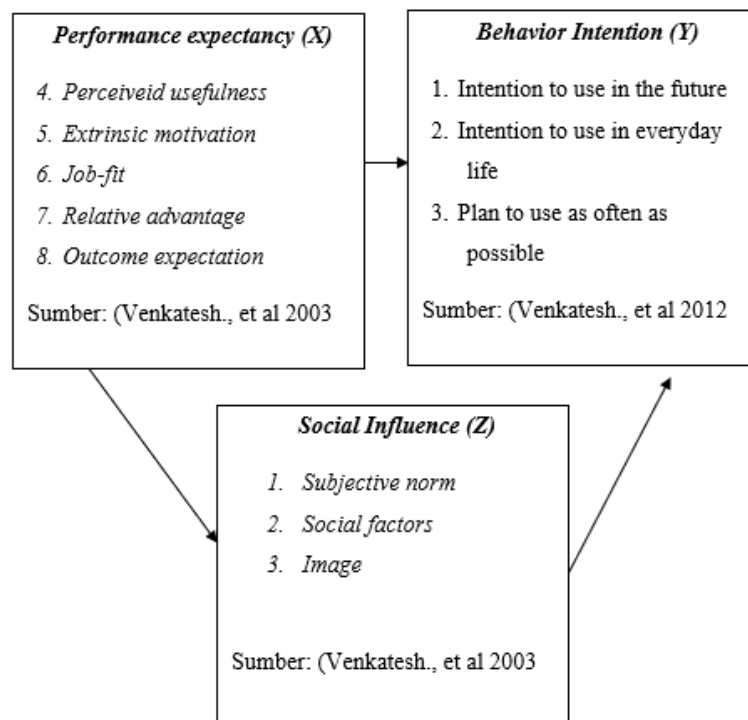 Performance expectancy (X)
4. Perceiveid usefulness
5. Extrinsic motivation
6. Job-fit
7. Relative advantage
8. Outcome expectation
Sumber: (Venkatesh., et al 2003
Behavior Intention (Y)
1. Intention to use in the future
2. Intention to use in everyday
life
3. Plan to use as often as
possible
Sumber: (Venkatesh., et al 2012
Social Influence (Z)
1. Subjective norm
2. Social factors
3. Image
Sumber: (Venkatesh., et al 2003